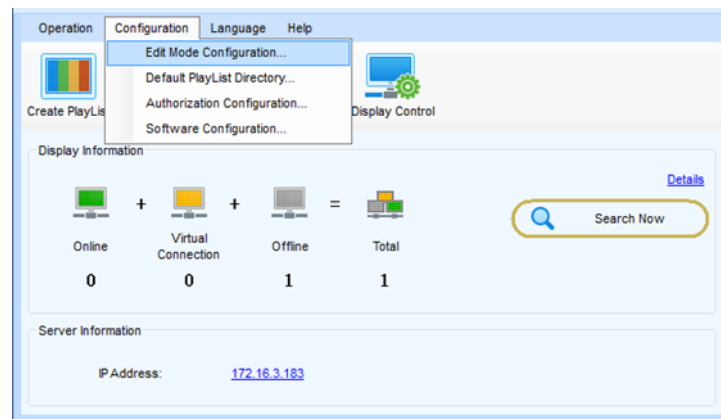 Operation Configuration Language Help
Edit Mode Configuration...
Default PlayList Directory...
Authorization Configuration...
Software Configuration...
Create PlayLis
Display Control
Display Information
Details
+ + =
Search Now
Online Virtual Connection Offline Total
0 0 1 1
Server Information
IP Address: 172.16.3.183